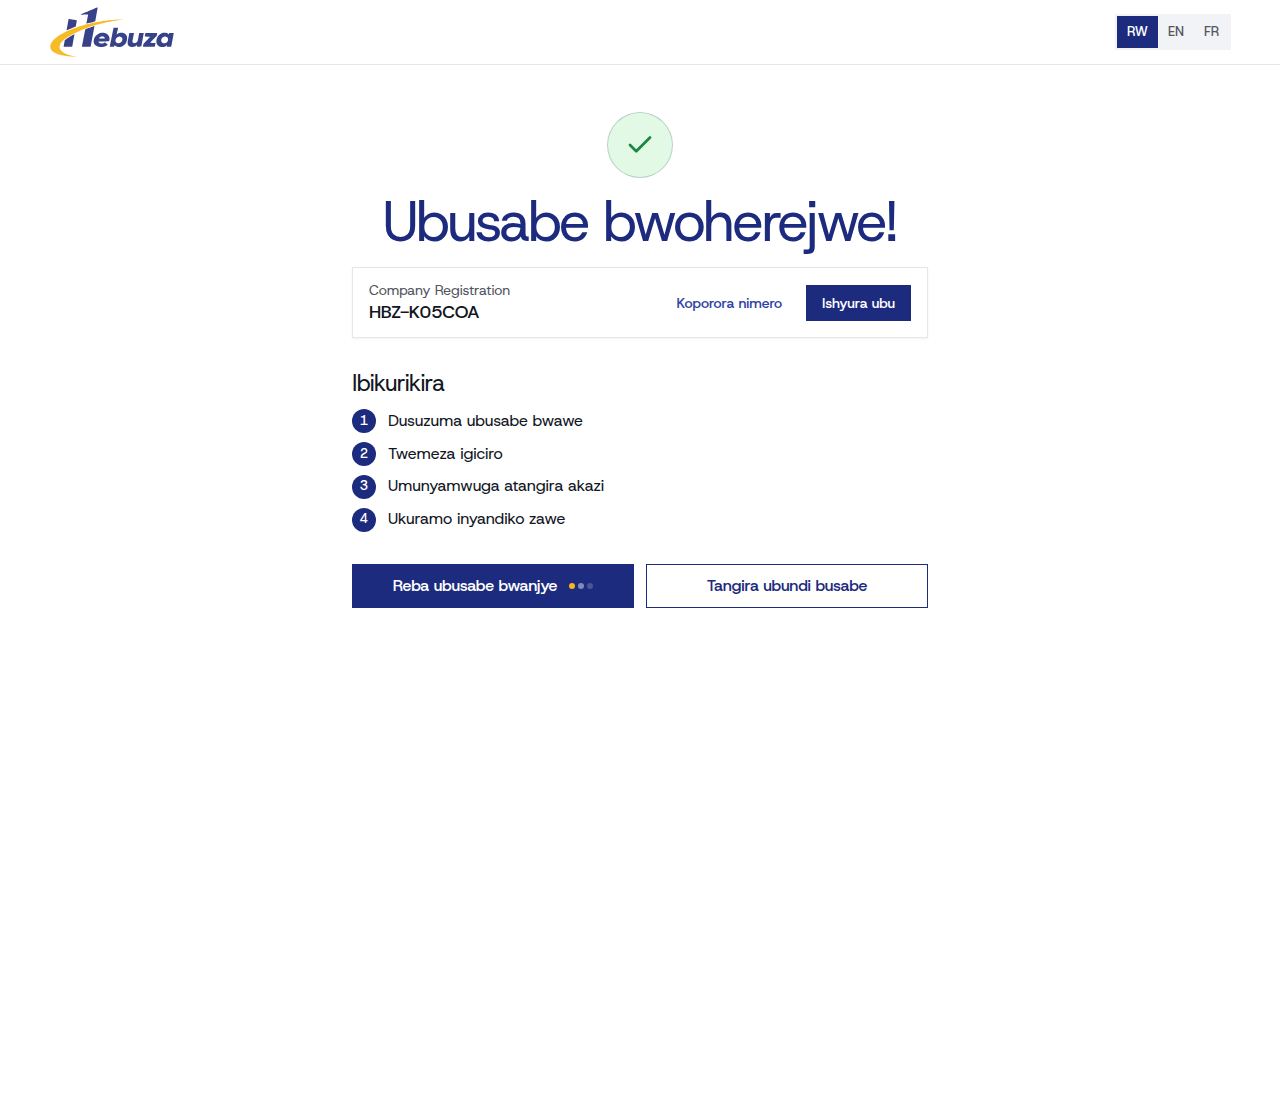 Hebuza
RW EN FR
Ubusabe bwoherejwe!
Company Registration
HBZ-K05COA
Koporora nimero
Ishyura ubu
Ibikurikira
1 Dusuzuma ubusabe bwawe
2 Twemeza igiciro
3 Umunyamwuga atangira akazi
4 Ukuramo inyandiko zawe
Reba ubusabe bwanjye
Tangira ubundi busabe